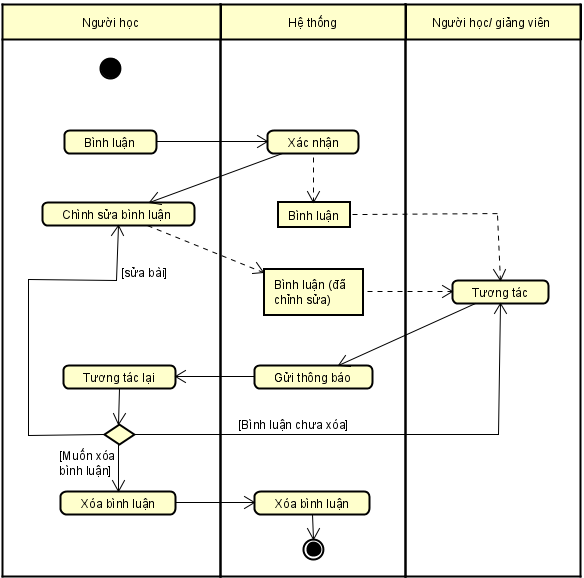 Người học
Hệ thống
Người học/ giảng viên
Bình luận
Xác nhận
Chỉnh sửa bình luận
Bình luận
[sửa bài]
Bình luận (đã
chỉnh sửa)
Tương tác
Tương tác lại
Gửi thông báo
[Bình luận chưa xóa]
[Muốn xóa
bình luận]
Xóa bình luận
Xóa bình luận